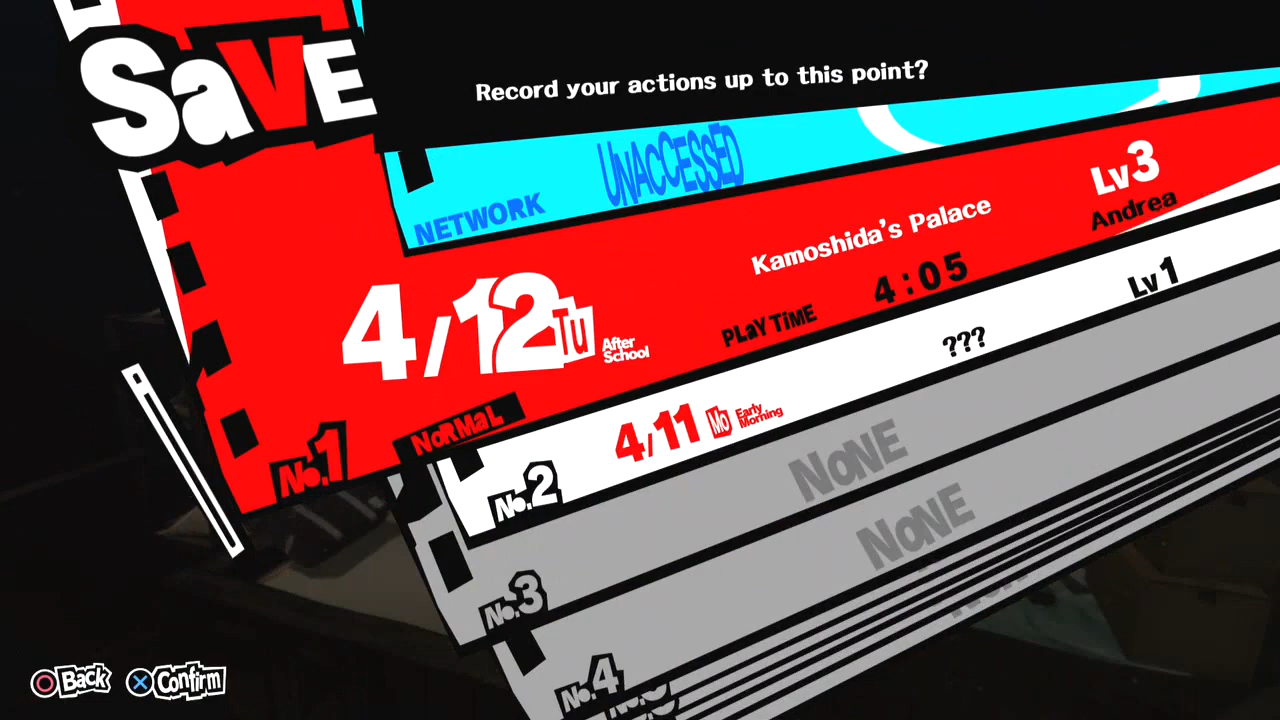 SaVE
Record your actions up to this point?
NETWORK
UNACCESSED
4/12 Tu After School
Kamoshida's Palace
Lv3
Andrea
PLaY TiME 4:05
No.1
NoRMaL
No.2
4/11 Mo Early Morning
???
Lv1
No.3
NoNE
No.4
NoNE
Back
Confirm